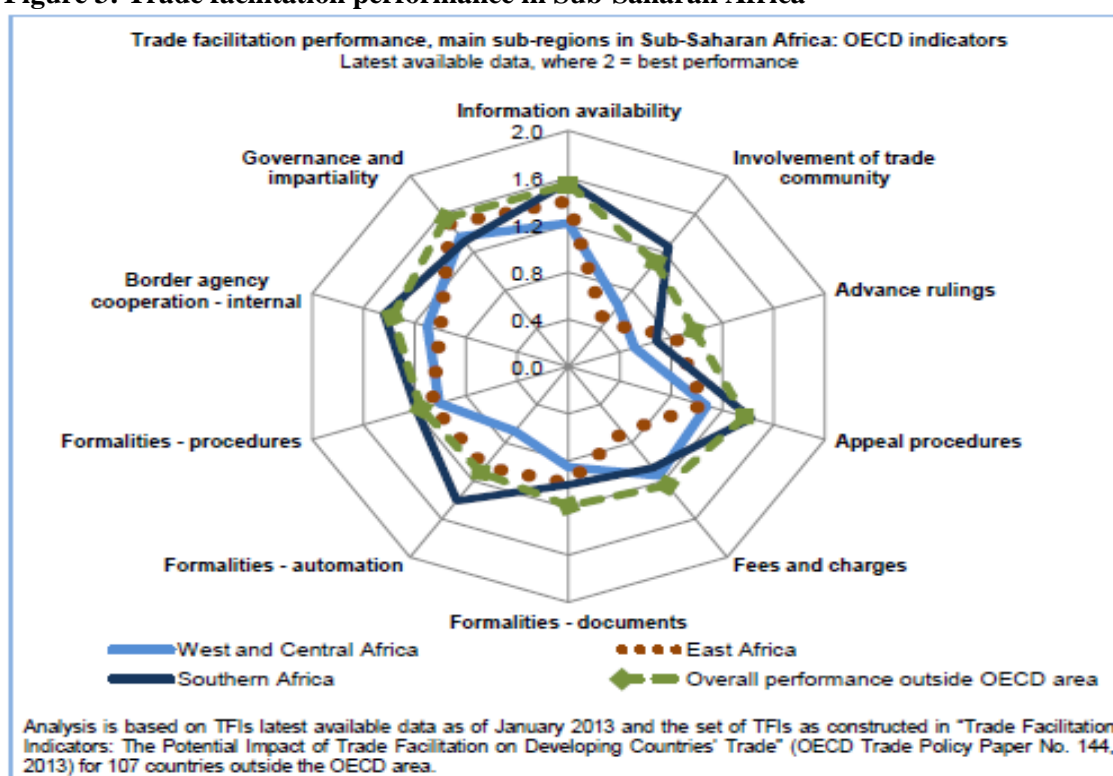 Figure 3: Trade facilitation performance in Sub-Saharan Africa
Trade facilitation performance, main sub-regions in Sub-Saharan Africa: OECD indicators
Latest available data, where 2 = best performance
Information availability
2.0
Governance and
impartiality
Involvement of trade
community
1.6
1.2
Border agency
cooperation - internal
0.8
Advance rulings
0.4
0.0
Formalities - procedures
Appeal procedures
Formalities - automation
Fees and charges
Formalities - documents
West and Central Africa
East Africa
Southern Africa
Overall performance outside OECD area
Analysis is based on TFIs latest available data as of January 2013 and the set of TFIs as constructed in "Trade Facilitation
Indicators: The Potential Impact of Trade Facilitation on Developing Countries' Trade" (OECD Trade Policy Paper No. 144,
2013) for 107 countries outside the OECD area.